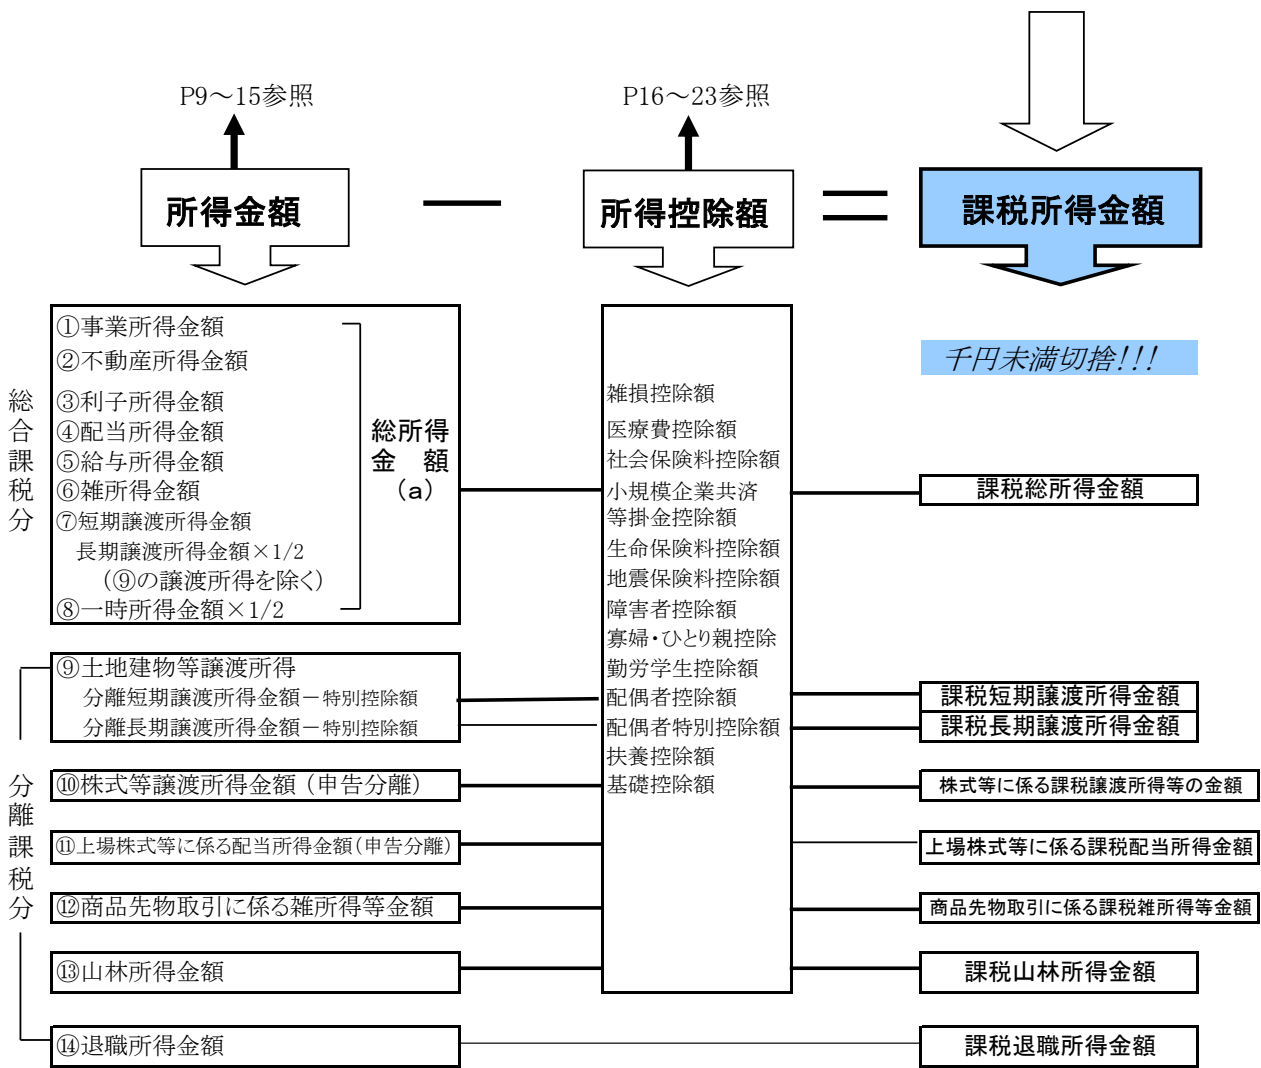 P9～15参照
P16～23参照
所得金額
所得控除額
課税所得金額
千円未満切捨!!!
総合課税分
①事業所得金額
②不動産所得金額
③利子所得金額
④配当所得金額
⑤給与所得金額
⑥雑所得金額
⑦短期譲渡所得金額
長期譲渡所得金額×1/2
（⑨の譲渡所得を除く）
⑧一時所得金額×1/2
総所得
金　額
（a）
雑損控除額
医療費控除額
社会保険料控除額
小規模企業共済
等掛金控除額
生命保険料控除額
地震保険料控除額
障害者控除額
寡婦・ひとり親控除
勤労学生控除額
配偶者控除額
配偶者特別控除額
扶養控除額
基礎控除額
課税総所得金額
分離課税分
⑨土地建物等譲渡所得
分離短期譲渡所得金額－特別控除額
分離長期譲渡所得金額－特別控除額
課税短期譲渡所得金額
課税長期譲渡所得金額
⑩株式等譲渡所得金額（申告分離）
株式等に係る課税譲渡所得等の金額
⑪上場株式等に係る配当所得金額（申告分離）
上場株式等に係る課税配当所得金額
⑫商品先物取引に係る雑所得等金額
商品先物取引に係る課税雑所得等金額
⑬山林所得金額
課税山林所得金額
⑭退職所得金額
課税退職所得金額